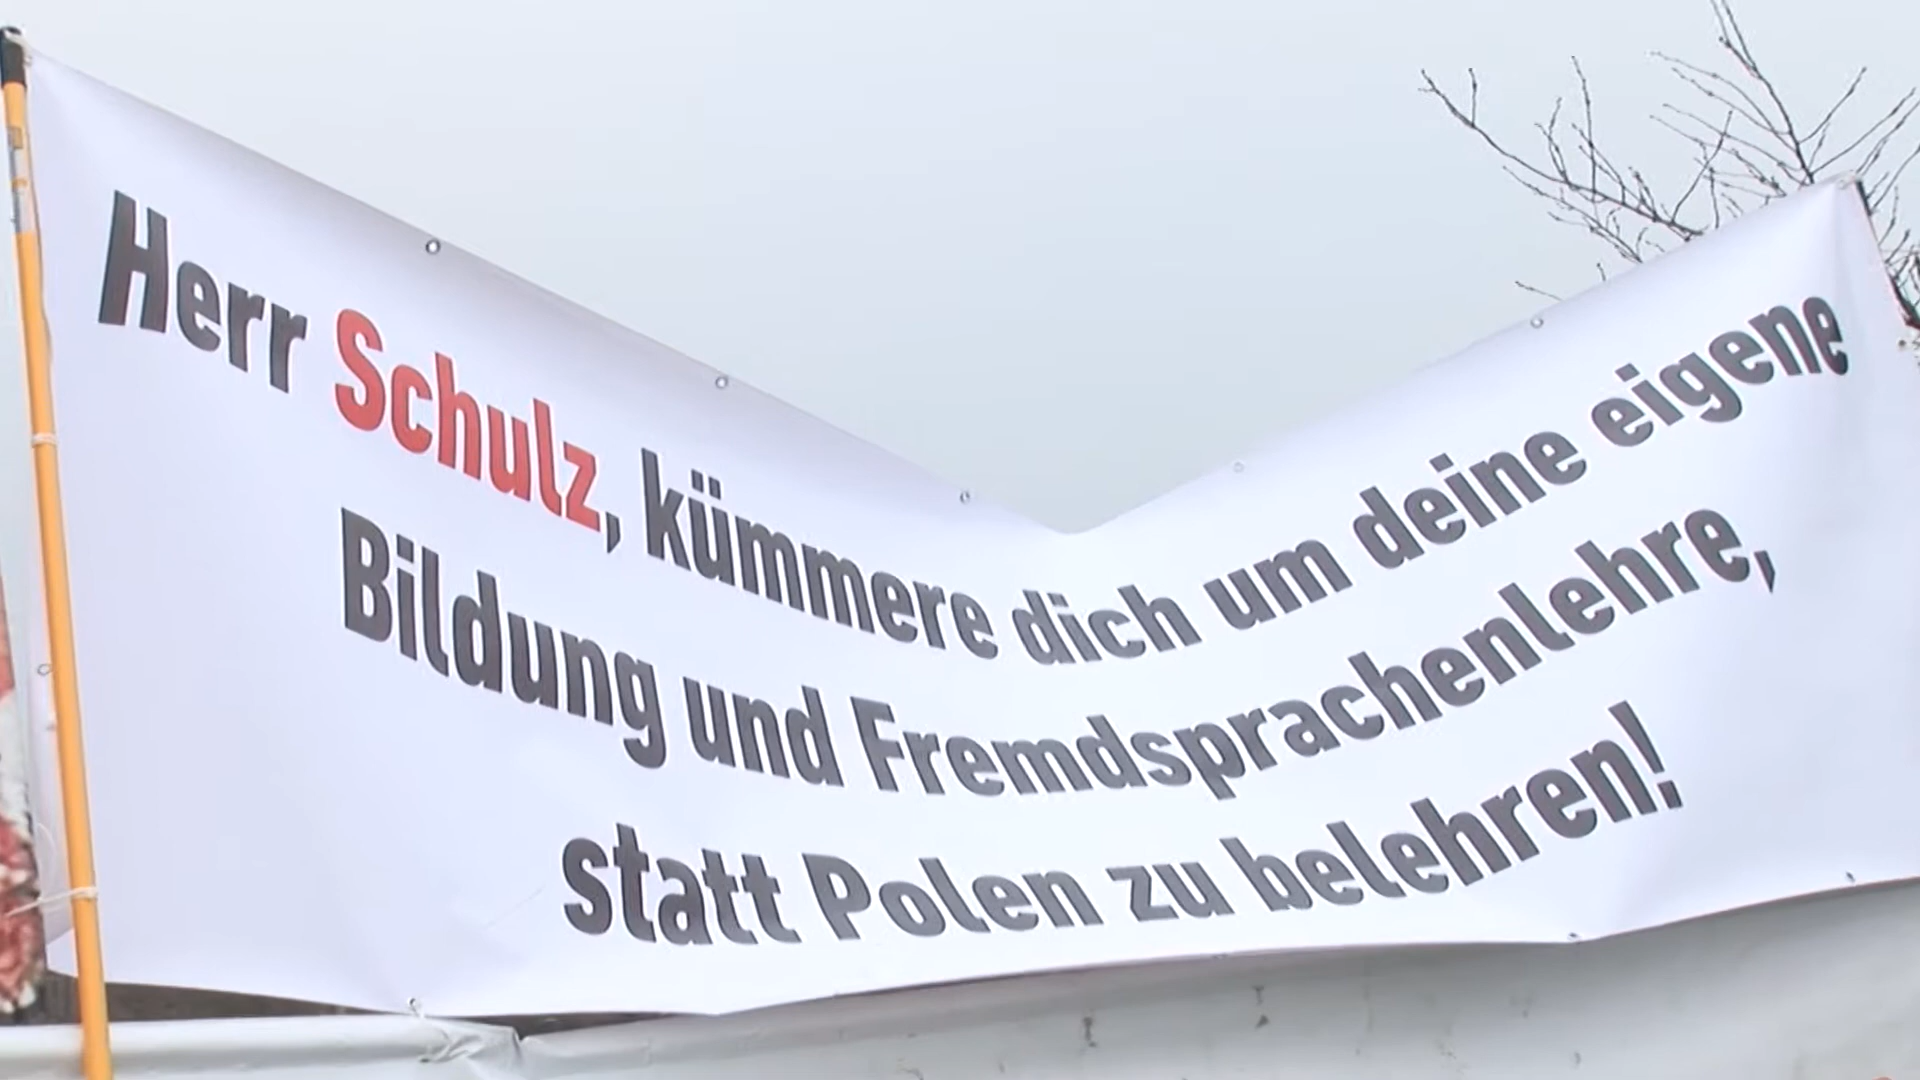 Herr Schulz, kümmere dich um deine eigene
Bildung und Fremdsprachenlehre,
statt Polen zu belehren!